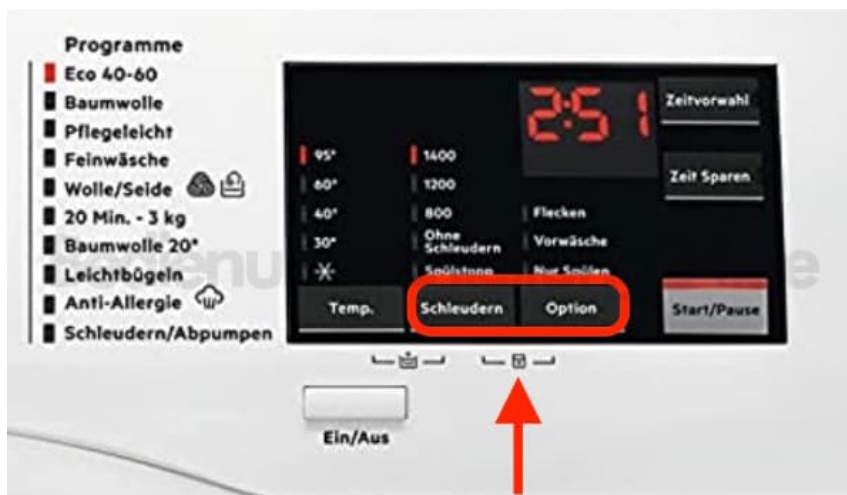 Programme
Eco 40-60
Baumwolle
Pflegeleicht
Feinwäsche
Wolle/Seide
20 Min. - 3 kg
Baumwolle 20°
Leichtbügeln
Anti-Allergie
Schleudern/Abpumpen
2:51
Zeitvorwahl
Zeit Sparen
95°
1400
60°
1200
40°
800
Flecken
30°
Ohne
Schleudern
Vorwäsche
Spülstopp
Nur Spülen
Temp.
Schleudern
Option
Start/Pause
Ein/Aus